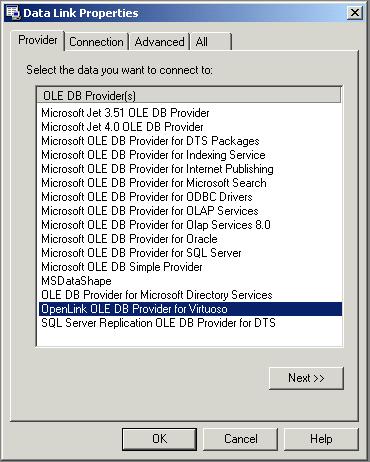 Data Link Properties
Provider Connection Advanced All
Select the data you want to connect to:
OLE DB Provider(s)
Microsoft Jet 3.51 OLE DB Provider
Microsoft Jet 4.0 OLE DB Provider
Microsoft OLE DB Provider for DTS Packages
Microsoft OLE DB Provider for Indexing Service
Microsoft OLE DB Provider for Internet Publishing
Microsoft OLE DB Provider for Microsoft Search
Microsoft OLE DB Provider for ODBC Drivers
Microsoft OLE DB Provider for OLAP Services
Microsoft OLE DB Provider for Olap Services 8.0
Microsoft OLE DB Provider for Oracle
Microsoft OLE DB Provider for SQL Server
Microsoft OLE DB Simple Provider
MSDataShape
OLE DB Provider for Microsoft Directory Services
OpenLink OLE DB Provider for Virtuoso
SQL Server Replication OLE DB Provider for DTS
Next >>
OK Cancel Help